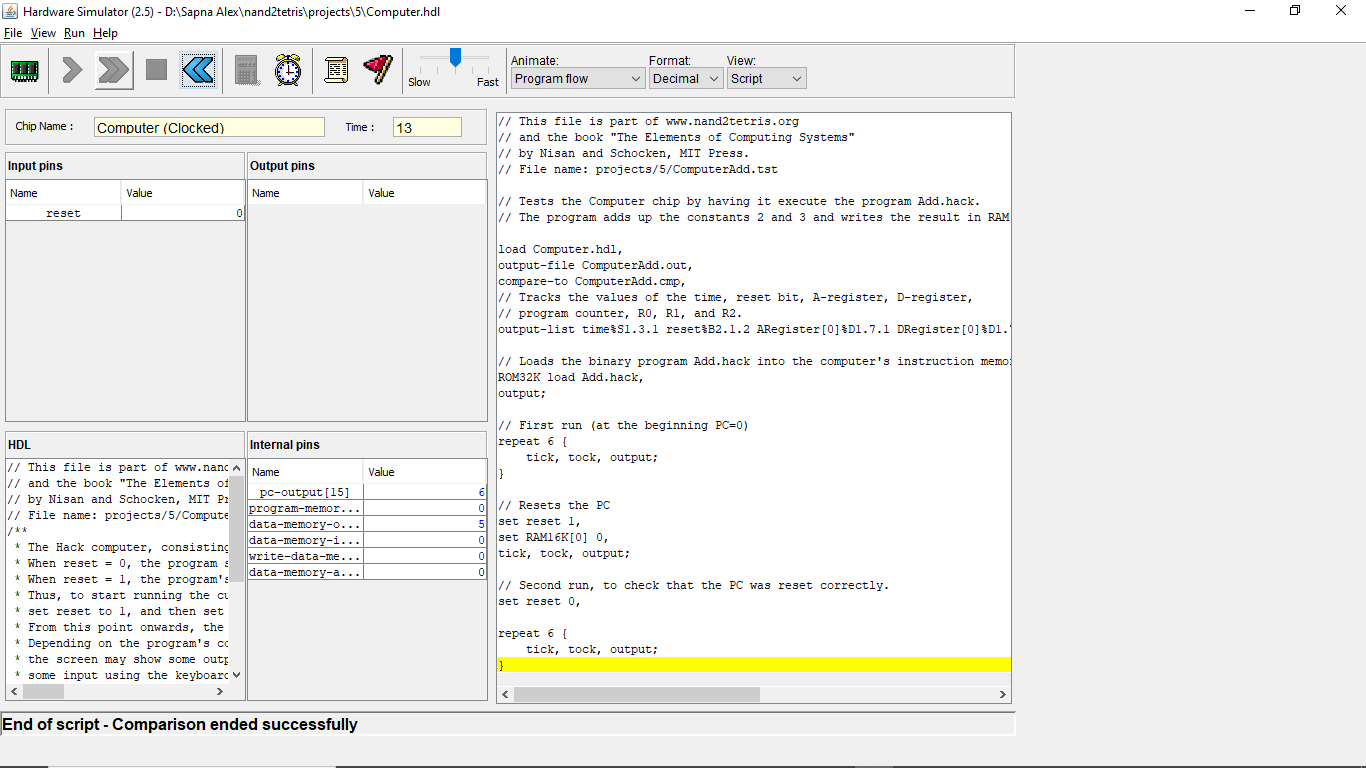 Hardware Simulator (2.5) - D:\Sapna Alex\nand2tetris\projects\5\Computer.hdl
File View Run Help
Slow Fast
Animate: Format: View:
Program flow Decimal Script
Chip Name : Computer (Clocked) Time : 13
Input pins
Name Value
reset 0
Output pins
Name Value
HDL
// This file is part of www.nand
// and the book "The Elements of
// by Nisan and Schocken, MIT Pr
// File name: projects/5/Compute
/**
* The Hack computer, consisting
* When reset = 0, the program s
* When reset = 1, the program's
* Thus, to start running the cu
* set reset to 1, and then set
* From this point onwards, the
* Depending on the program's co
* the screen may show some outp
* some input using the keyboard
Internal pins
Name Value
pc-output[15] 6
program-memor... 0
data-memory-o... 5
data-memory-i... 0
write-data-me... 0
data-memory-a... 0
// This file is part of www.nand2tetris.org
// and the book "The Elements of Computing Systems"
// by Nisan and Schocken, MIT Press.
// File name: projects/5/ComputerAdd.tst
// Tests the Computer chip by having it execute the program Add.hack.
// The program adds up the constants 2 and 3 and writes the result in RAM
load Computer.hdl,
output-file ComputerAdd.out,
compare-to ComputerAdd.cmp,
// Tracks the values of the time, reset bit, A-register, D-register,
// program counter, R0, R1, and R2.
output-list time%S1.3.1 reset%B2.1.2 ARegister[0]%D1.7.1 DRegister[0]%D1.7
// Loads the binary program Add.hack into the computer's instruction memo
ROM32K load Add.hack,
output;
// First run (at the beginning PC=0)
repeat 6 {
tick, tock, output;
}
// Resets the PC
set reset 1,
set RAM16K[0] 0,
tick, tock, output;
// Second run, to check that the PC was reset correctly.
set reset 0,
repeat 6 {
tick, tock, output;
}
End of script - Comparison ended successfully